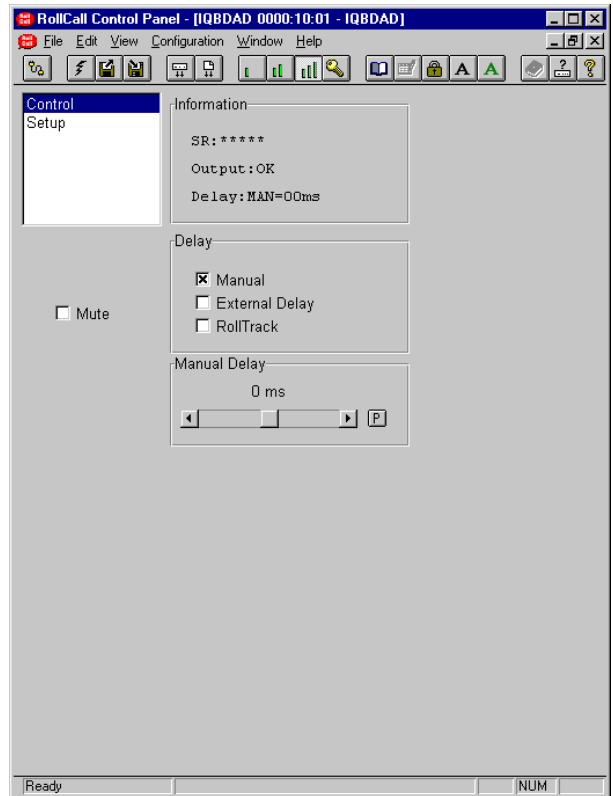 RollCall Control Panel - [IQBDAD 0000:10:01 - IQBDAD]
File Edit View Configuration Window Help
A A
Control
Setup
Information
SR:*****
Output:OK
Delay:MAN=00ms
Delay
Manual
External Delay
RollTrack
Mute
Manual Delay
0 ms
P
Ready
NUM